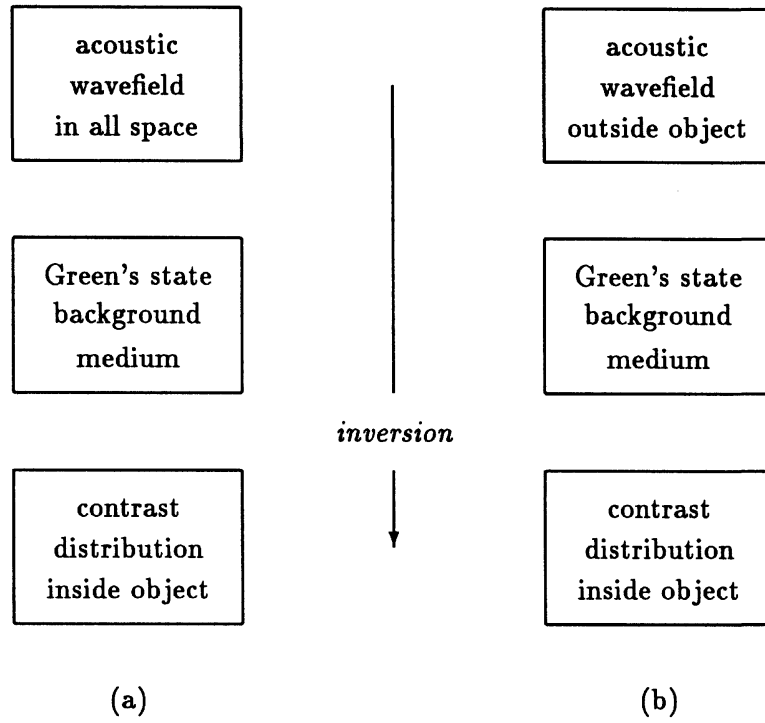 acoustic
wavefield
in all space
Green's state
background
medium
contrast
distribution
inside object
(a)
inversion
acoustic
wavefield
outside object
Green's state
background
medium
contrast
distribution
inside object
(b)